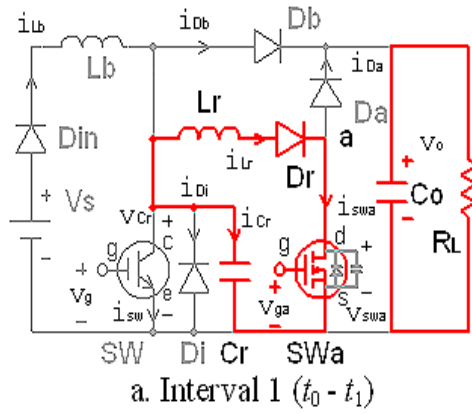 iLb
iDb
Db
Lb
iDa
Da
Lr
Din
a
iLr
Dr
Vo
iDi
Co
Vs
VCr
iCr
iswa
RL
+
-
g
c
e
g
d
s
Vg
isw
Vga
Vswa
SW
Di
Cr
SWa
a. Interval 1 (t0 - t1)